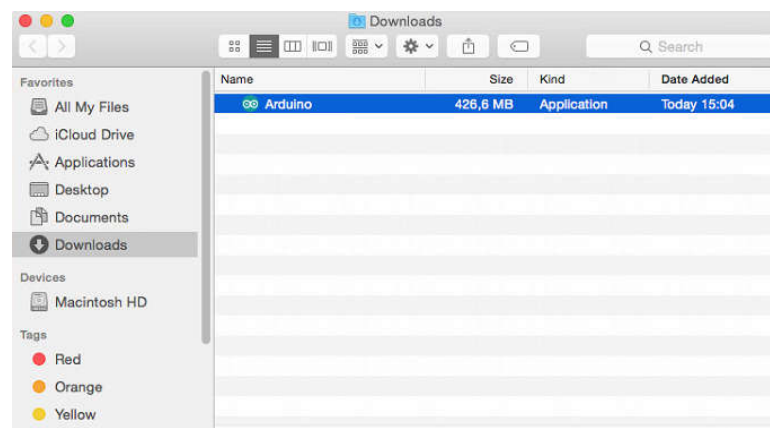 Downloads
Search
Favorites
All My Files
iCloud Drive
Applications
Desktop
Documents
Downloads
Devices
Macintosh HD
Tags
Red
Orange
Yellow
Name Size Kind Date Added
Arduino 426,6 MB Application Today 15:04